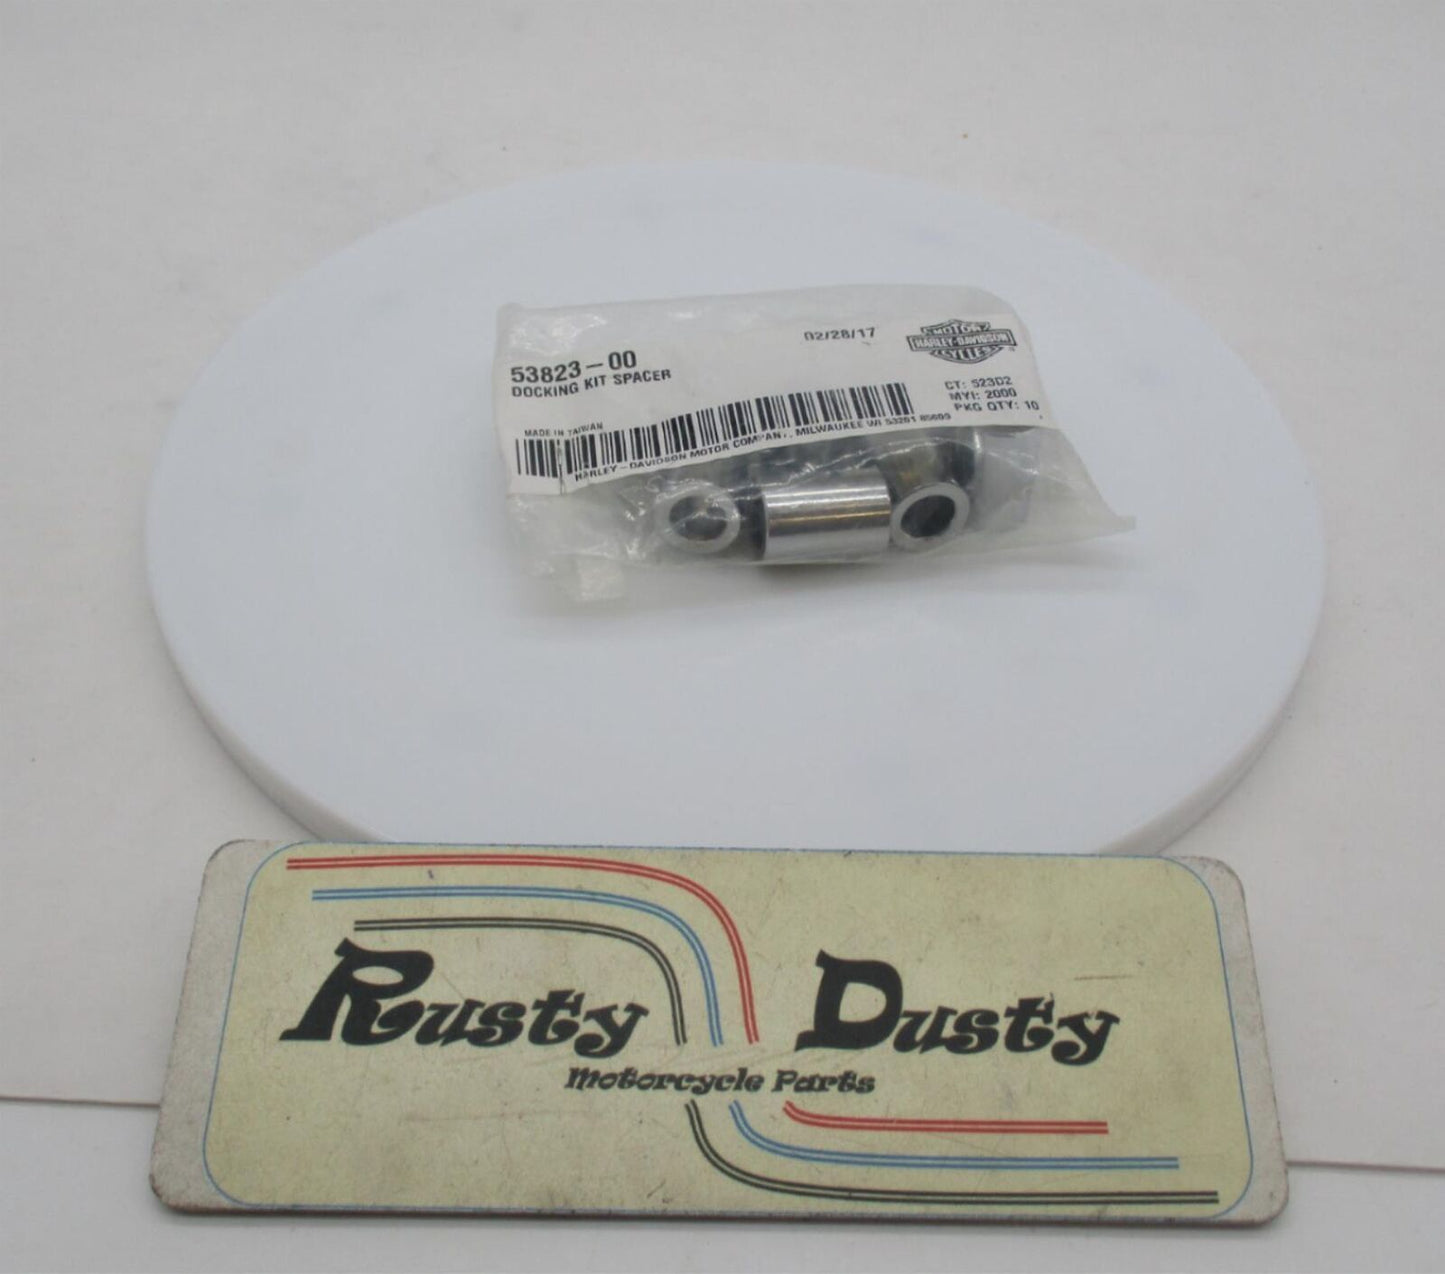 02/28/17
MOTOR
HARLEY-DAVIDSON
CYCLES
53823-00
DOCKING KIT SPACER
CT: 523D2
MYI: 2000
PKG QTY: 10
MADE IN TAIWAN
HARLEY-DAVIDSON MOTOR COMPANY, MILWAUKEE WI 53201
Rusty Dusty
Motorcycle Parts